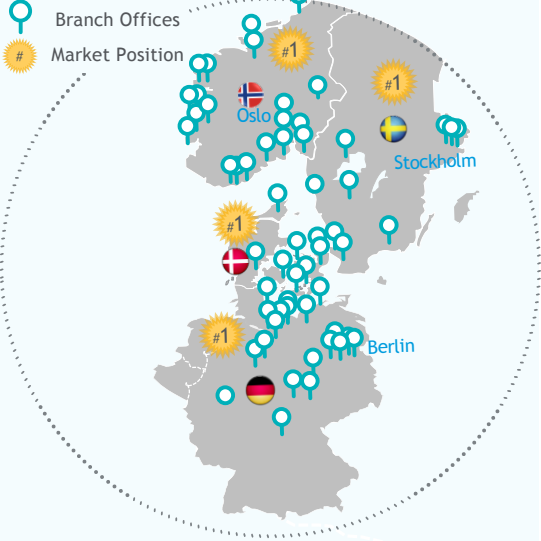 Branch Offices
# Market Position
#1
#1
Oslo
Stockholm
#1
#1
Berlin